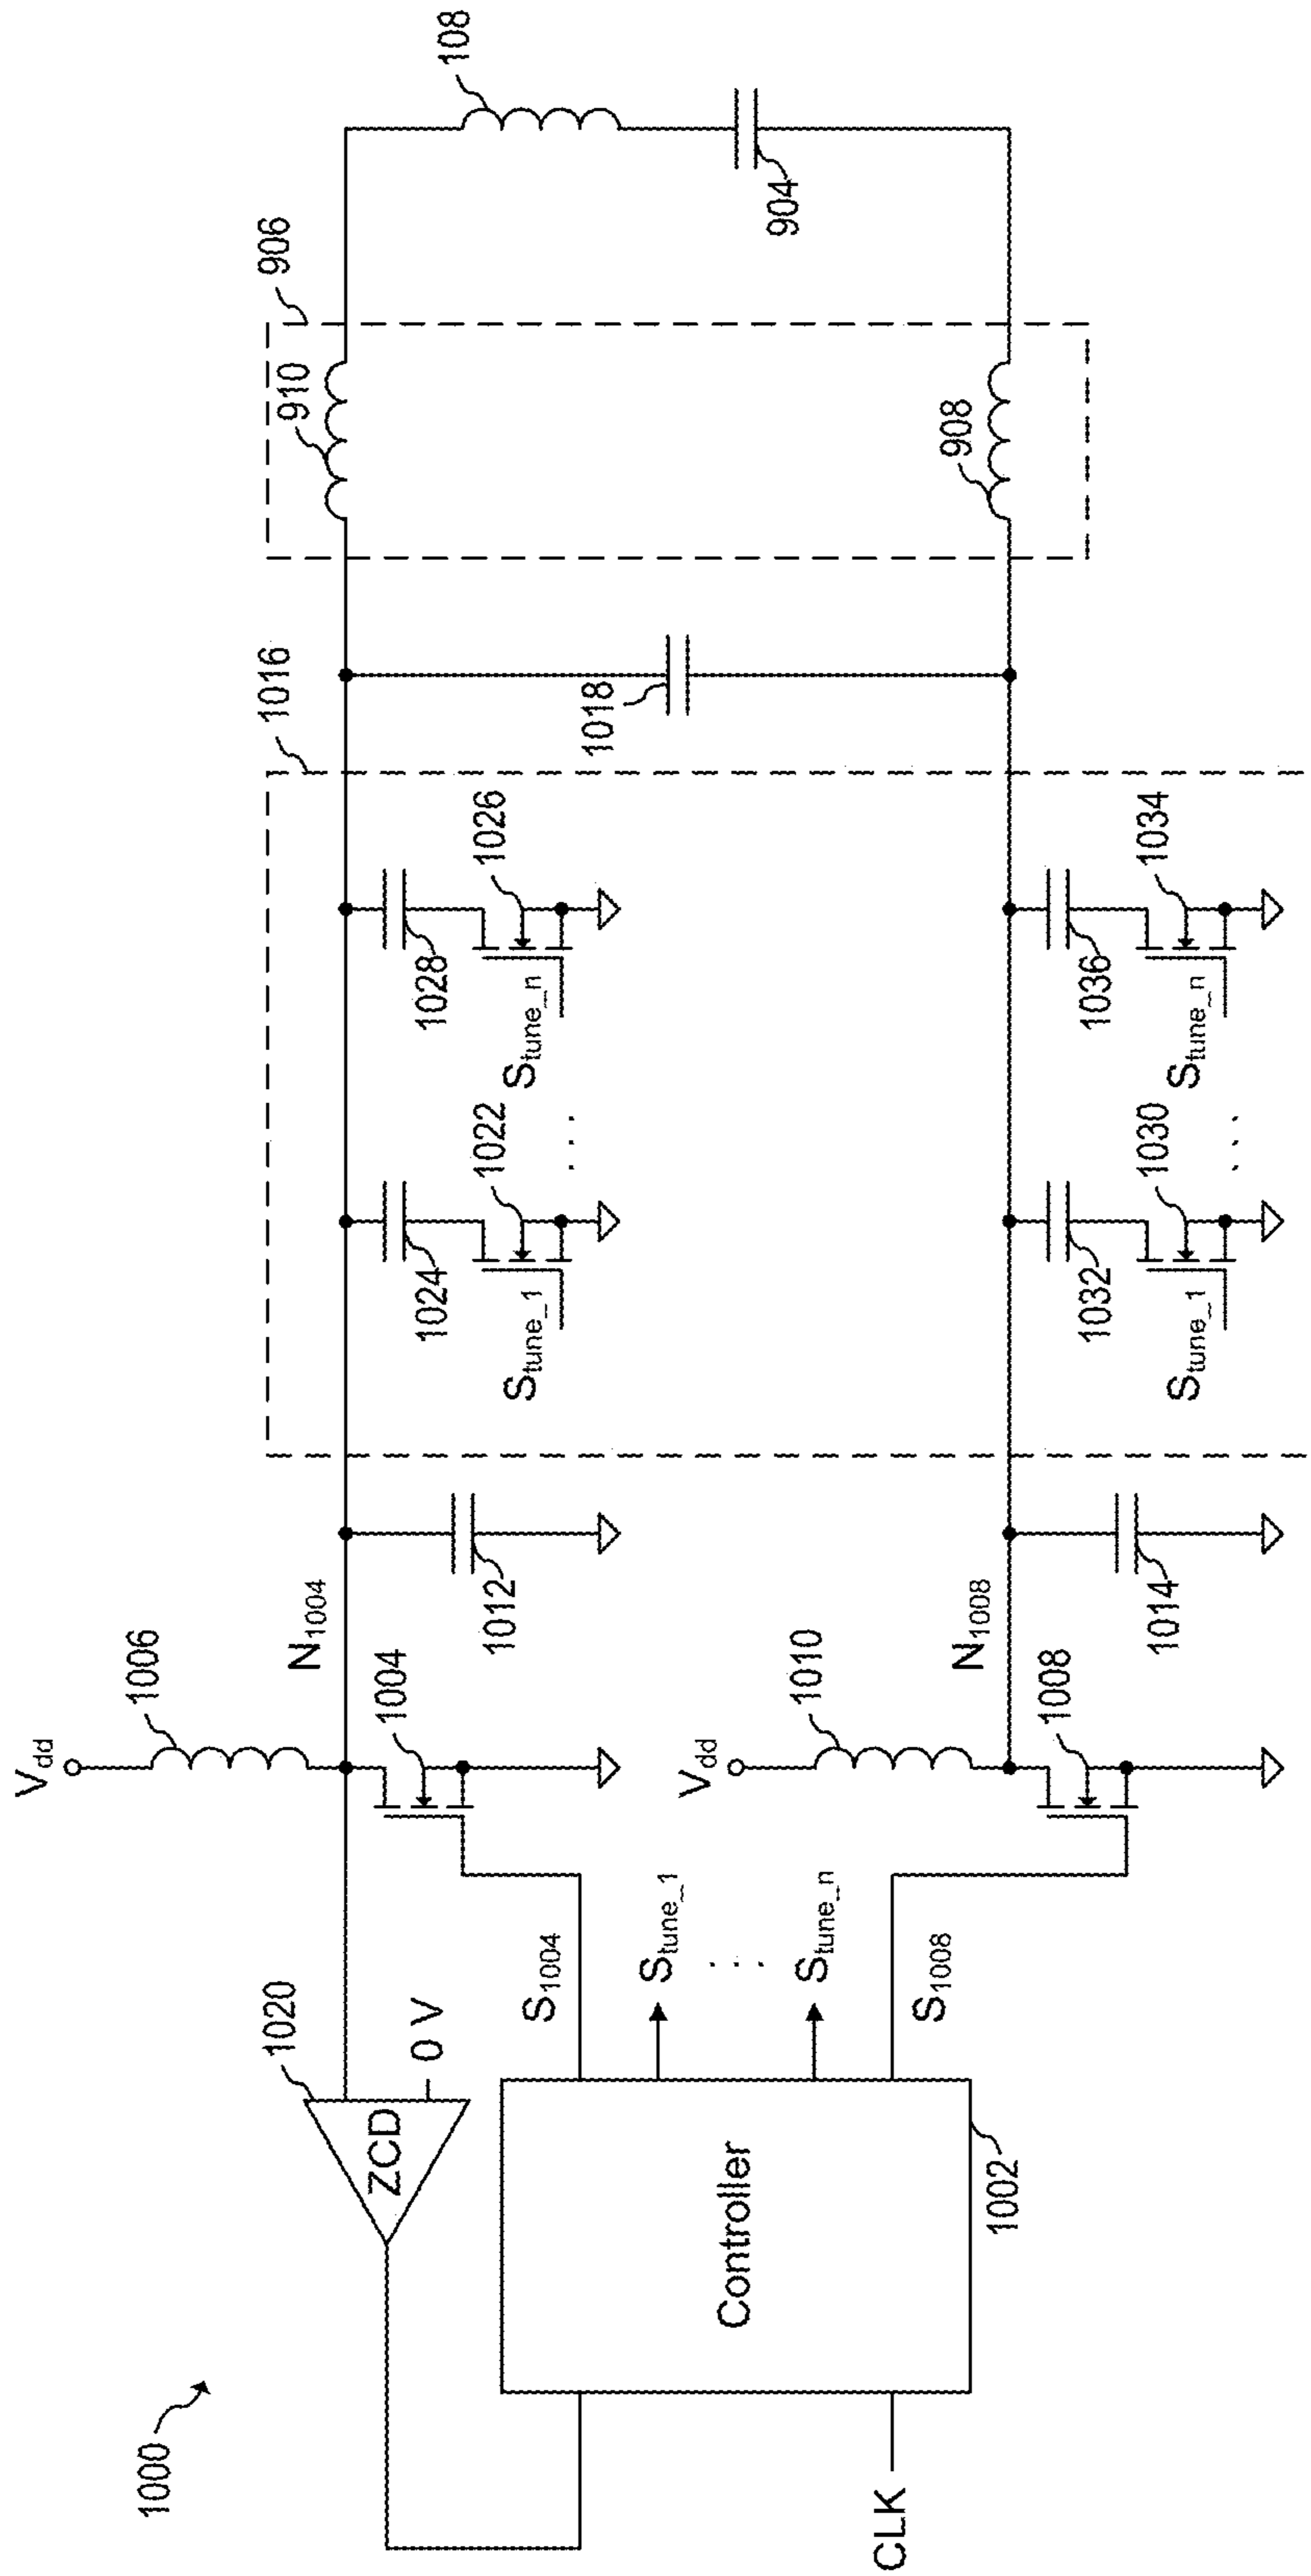 1000
CLK
Controller
1002
ZCD
1020
0 V
S1004
Stune_1
. . .
Stune_n
S1008
Vdd
1006
N1004
1004
Vdd
1010
N1008
1008
1012
1014
1016
1024
1022
Stune_1
. . .
1028
1026
Stune_n
1032
1030
Stune_1
. . .
1036
1034
Stune_n
1018
906
910
908
108
904